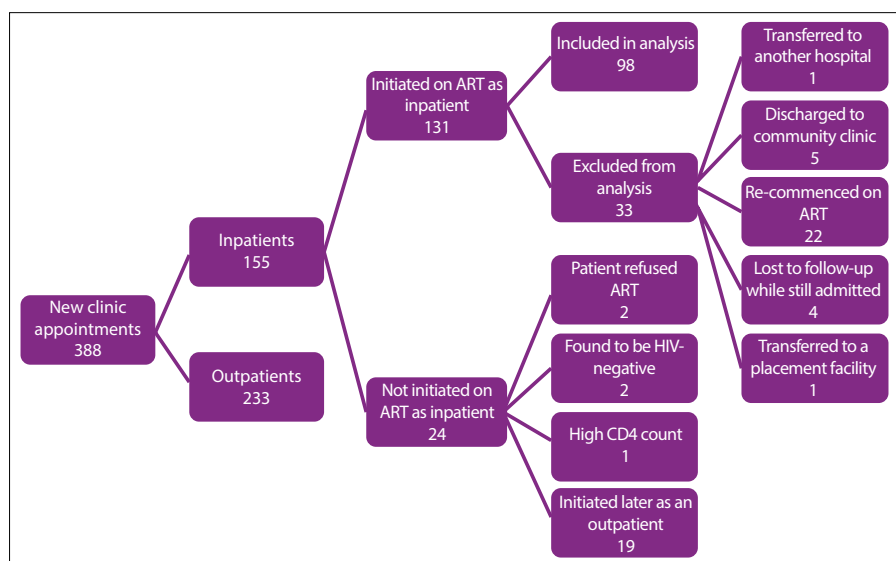 New clinic
appointments
388
Inpatients
155
Outpatients
233
Initiated on ART as
inpatient
131
Not initiated on
ART as inpatient
24
Included in analysis
98
Excluded from
analysis
33
Patient refused
ART
2
Found to be HIV-
negative
2
High CD4 count
1
Initiated later as an
outpatient
19
Transferred to
another hospital
1
Discharged to
community clinic
5
Re-commenced on
ART
22
Lost to follow-up
while still admitted
4
Transferred to a
placement facility
1